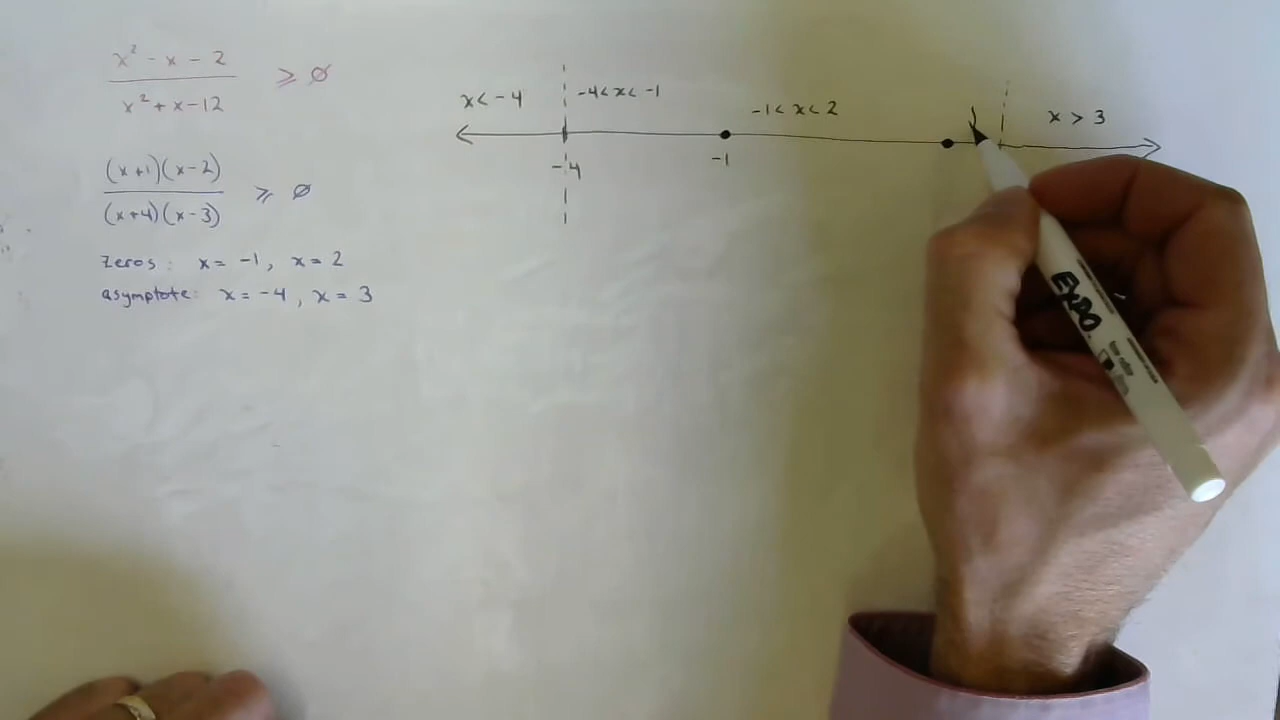 x² - x - 2
x² + x - 12
≥ ∅
(x+1)(x-2)
(x+4)(x-3)
≥ ∅
zeros: x = -1, x = 2
asymptote: x = -4, x = 3
x < -4
-4 < x < -1
-1 < x < 2
x > 3
-4
-1
EXPO